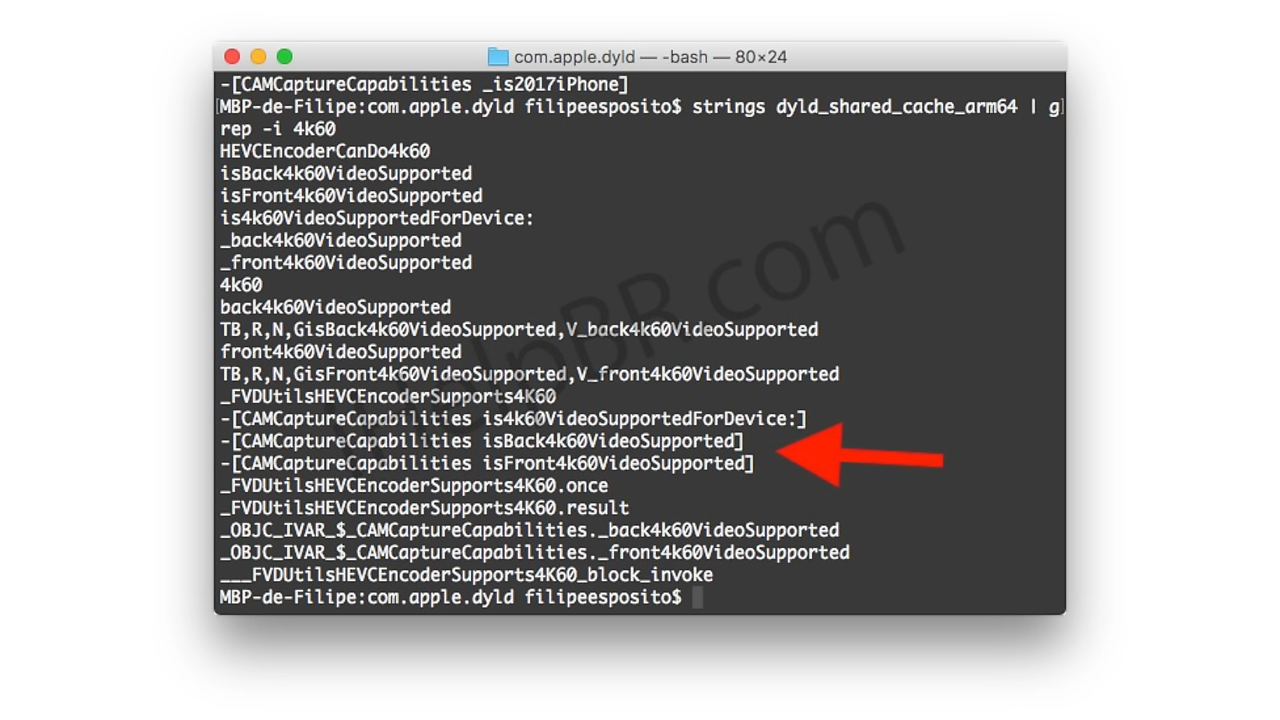 com.apple.dyld — -bash — 80×24
-[CAMCaptureCapabilities _is2017iPhone]
[MBP-de-Filipe:com.apple.dyld filipeesposito$ strings dyld_shared_cache_arm64 | g]
rep -i 4k60
HEVCEncoderCanDo4k60
isBack4k60VideoSupported
isFront4k60VideoSupported
is4k60VideoSupportedForDevice:
_back4k60VideoSupported
_front4k60VideoSupported
4k60
back4k60VideoSupported
TB,R,N,GisBack4k60VideoSupported,V_back4k60VideoSupported
front4k60VideoSupported
TB,R,N,GisFront4k60VideoSupported,V_front4k60VideoSupported
_FVDUtilsHEVCEncoderSupports4K60
-[CAMCaptureCapabilities is4k60VideoSupportedForDevice:]
-[CAMCaptureCapabilities isBack4k60VideoSupported]
-[CAMCaptureCapabilities isFront4k60VideoSupported]
_FVDUtilsHEVCEncoderSupports4K60.once
_FVDUtilsHEVCEncoderSupports4K60.result
_OBJC_IVAR_$_CAMCaptureCapabilities._back4k60VideoSupported
_OBJC_IVAR_$_CAMCaptureCapabilities._front4k60VideoSupported
___FVDUtilsHEVCEncoderSupports4K60_block_invoke
MBP-de-Filipe:com.apple.dyld filipeesposito$
iHelpBR.com